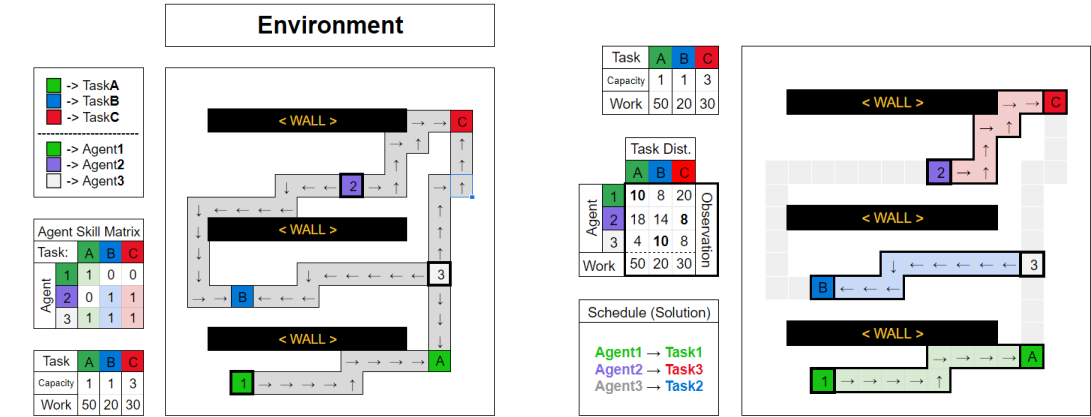 Environment
-> TaskA
-> TaskB
-> TaskC
-> Agent1
-> Agent2
-> Agent3
Agent Skill Matrix
Task: A B C
Agent
1 1 0 0
2 0 1 1
3 1 1 1
Task A B C
Capacity 1 1 3
Work 50 20 30
< WALL >
C
→ →
→ ↑ ↑
↑ ↑
↓ ← ← 2 → ↑ → ↑
↓ ← ← ← ← ↑
↓ < WALL > ↑
↓ ↑
↓ ↓ ← ← ← ← ← 3
→ → B ← ← ← ↓
< WALL > ↓
→ → → → A
1 → → → → ↑
Task A B C
Capacity 1 1 3
Work 50 20 30
Task Dist.
A B C
Agent
1 10 8 20
2 18 14 8
3 4 10 8
Work 50 20 30
Observation
Schedule (Solution)
Agent1 → Task1
Agent2 → Task3
Agent3 → Task2
< WALL >
→ → C
→ ↑
↑
2 → ↑
< WALL >
↓ ← ← ← ← ← 3
B ← ← ←
< WALL >
→ → → → A
1 → → → → ↑